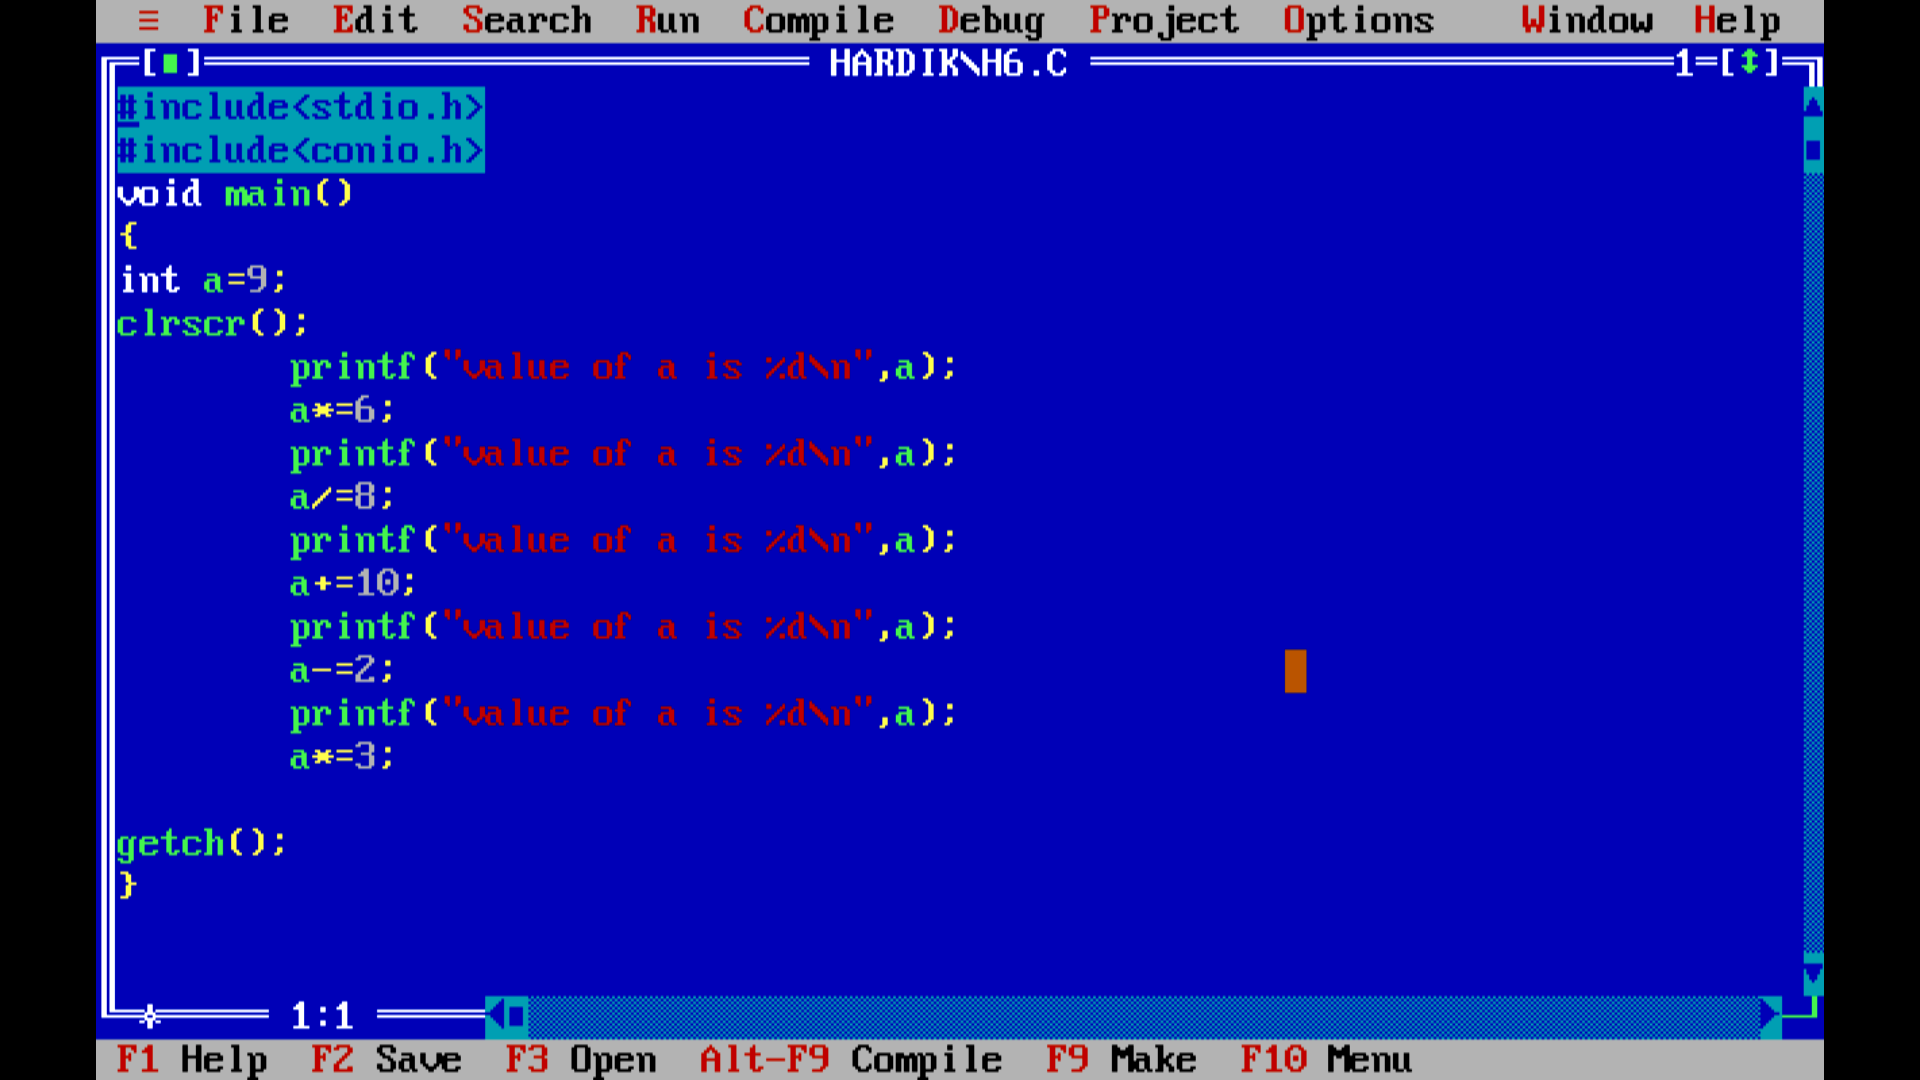 ≡ File Edit Search Run Compile Debug Project Options Window Help
[■] HARDIK\H6.C 1=[↕]
#include<stdio.h>
#include<conio.h>
void main()
{
int a=9;
clrscr();
printf("value of a is %d\n",a);
a*=6;
printf("value of a is %d\n",a);
a/=8;
printf("value of a is %d\n",a);
a+=10;
printf("value of a is %d\n",a);
a-=2;
printf("value of a is %d\n",a);
a*=3;
getch();
}
1:1
F1 Help F2 Save F3 Open Alt-F9 Compile F9 Make F10 Menu